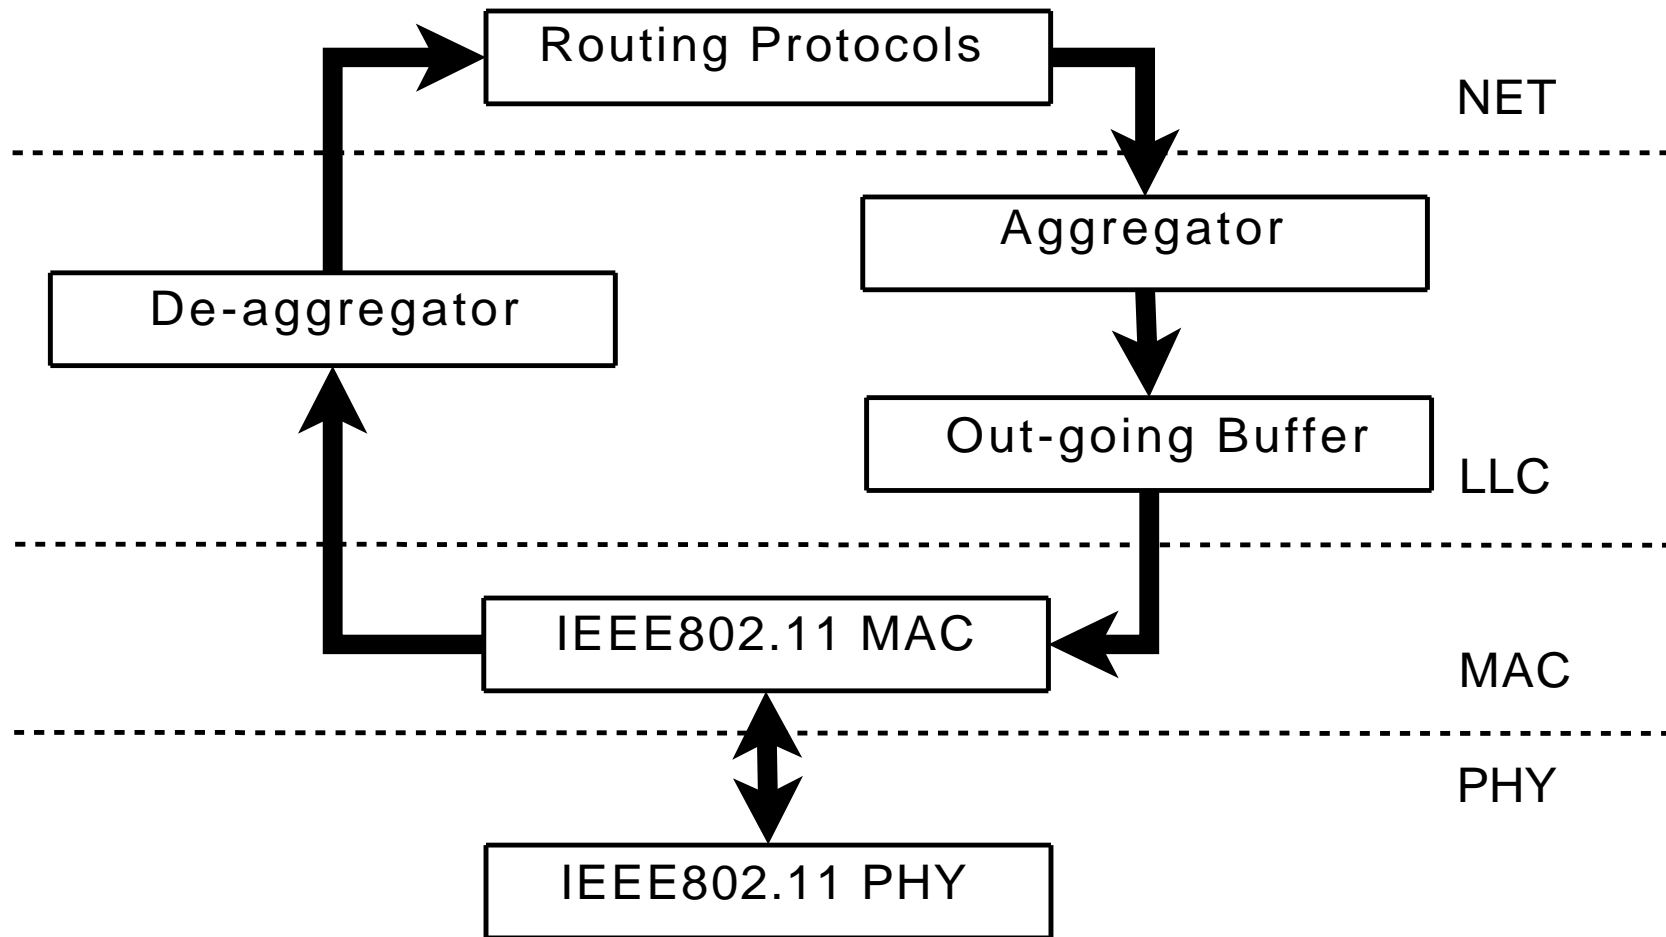 Routing Protocols
NET
Aggregator
De-aggregator
Out-going Buffer
LLC
IEEE802.11 MAC
MAC
PHY
IEEE802.11 PHY